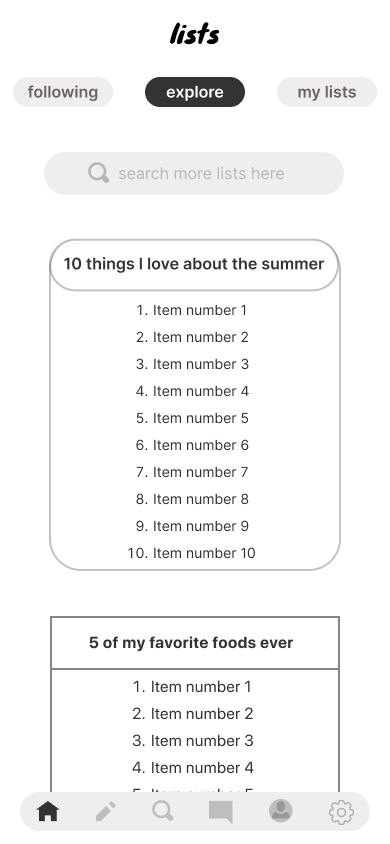 lists
following explore my lists
search more lists here
10 things I love about the summer
1. Item number 1
2. Item number 2
3. Item number 3
4. Item number 4
5. Item number 5
6. Item number 6
7. Item number 7
8. Item number 8
9. Item number 9
10. Item number 10
5 of my favorite foods ever
1. Item number 1
2. Item number 2
3. Item number 3
4. Item number 4
5. Item number 5